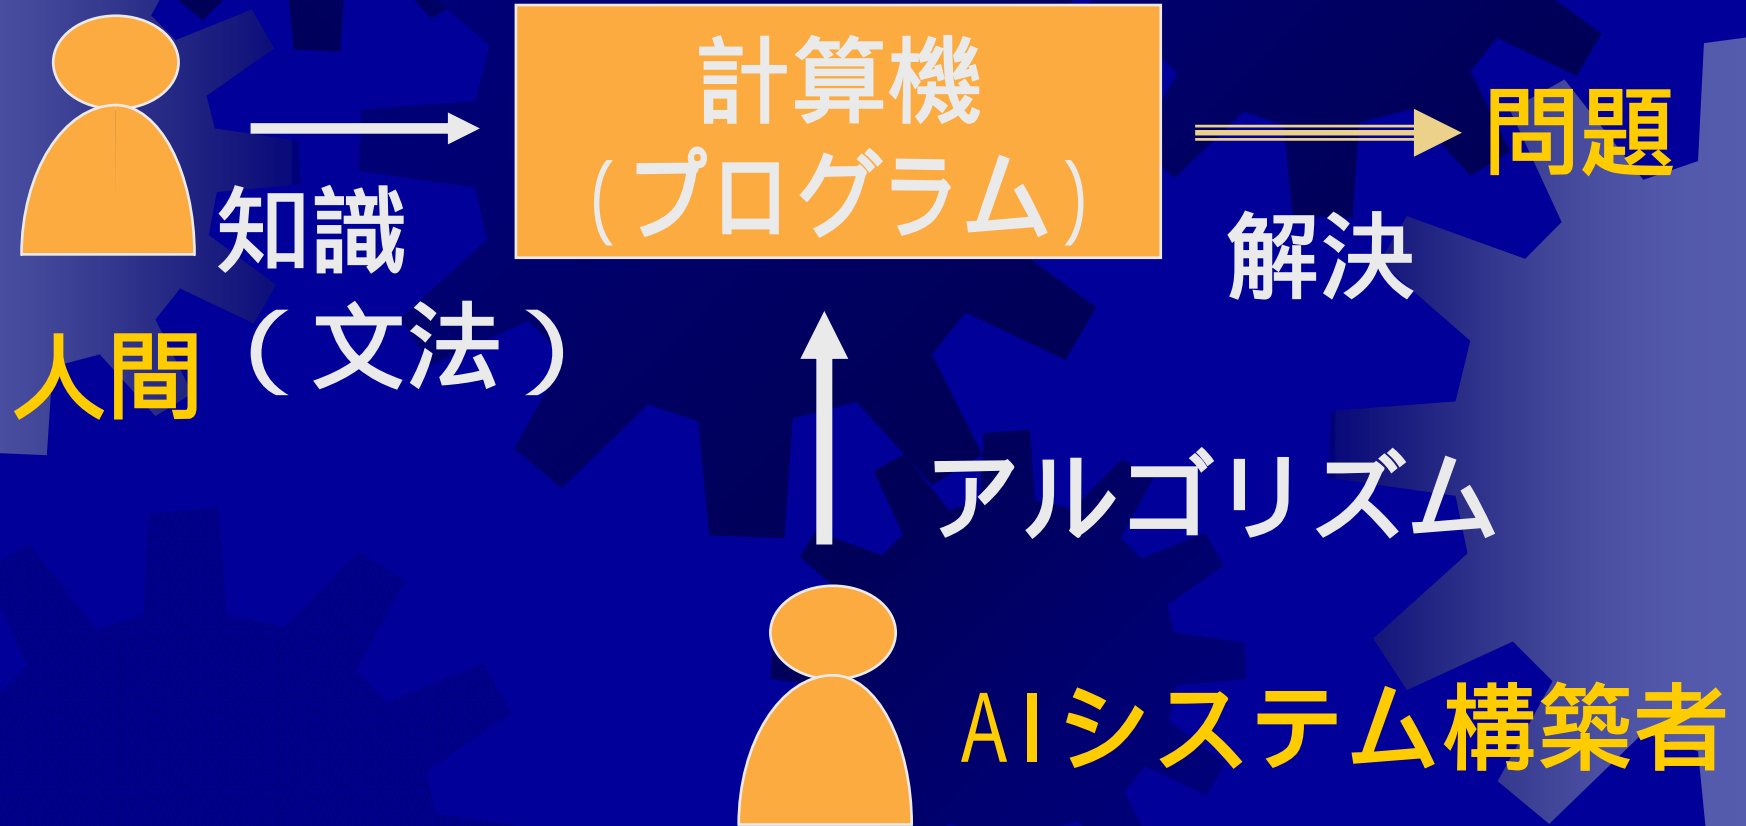 計算機
(プログラム)
問題
知識
(文法)
解決
人間
アルゴリズム
AIシステム構築者